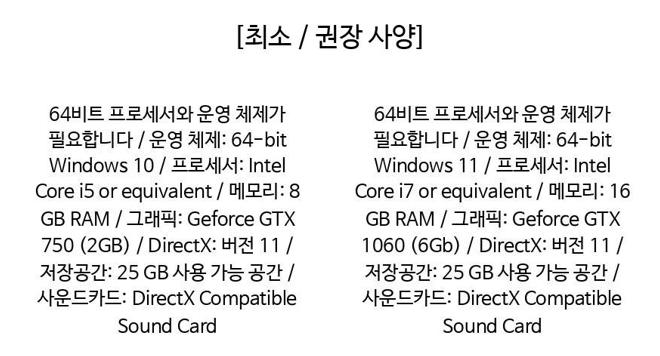 [최소 / 권장 사양]
64비트 프로세서와 운영 체제가
필요합니다 / 운영 체제: 64-bit
Windows 10 / 프로세서: Intel
Core i5 or equivalent / 메모리: 8
GB RAM / 그래픽: Geforce GTX
750 (2GB) / DirectX: 버전 11 /
저장공간: 25 GB 사용 가능 공간 /
사운드카드: DirectX Compatible
Sound Card
64비트 프로세서와 운영 체제가
필요합니다 / 운영 체제: 64-bit
Windows 11 / 프로세서: Intel
Core i7 or equivalent / 메모리: 16
GB RAM / 그래픽: Geforce GTX
1060 (6Gb) / DirectX: 버전 11 /
저장공간: 25 GB 사용 가능 공간 /
사운드카드: DirectX Compatible
Sound Card